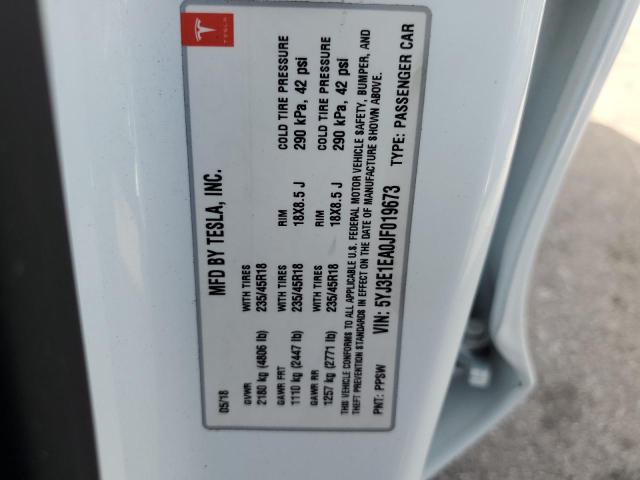 TESLA
MFD BY TESLA, INC.
05/18
GVWR WITH TIRES RIM COLD TIRE PRESSURE
2180 kg (4806 lb) 235/45R18 18X8.5 J 290 kPa, 42 psi
GAWR FRT WITH TIRES RIM COLD TIRE PRESSURE
1110 kg (2447 lb) 235/45R18 18X8.5 J 290 kPa, 42 psi
GAWR RR
1257 kg (2771 lb) 235/45R18
THIS VEHICLE CONFORMS TO ALL APPLICABLE U.S. FEDERAL MOTOR VEHICLE SAFETY, BUMPER, AND
THEFT PREVENTION STANDARDS IN EFFECT ON THE DATE OF MANUFACTURE SHOWN ABOVE.
PNT: PPSW VIN: 5YJ3E1EA0JF019673 TYPE: PASSENGER CAR